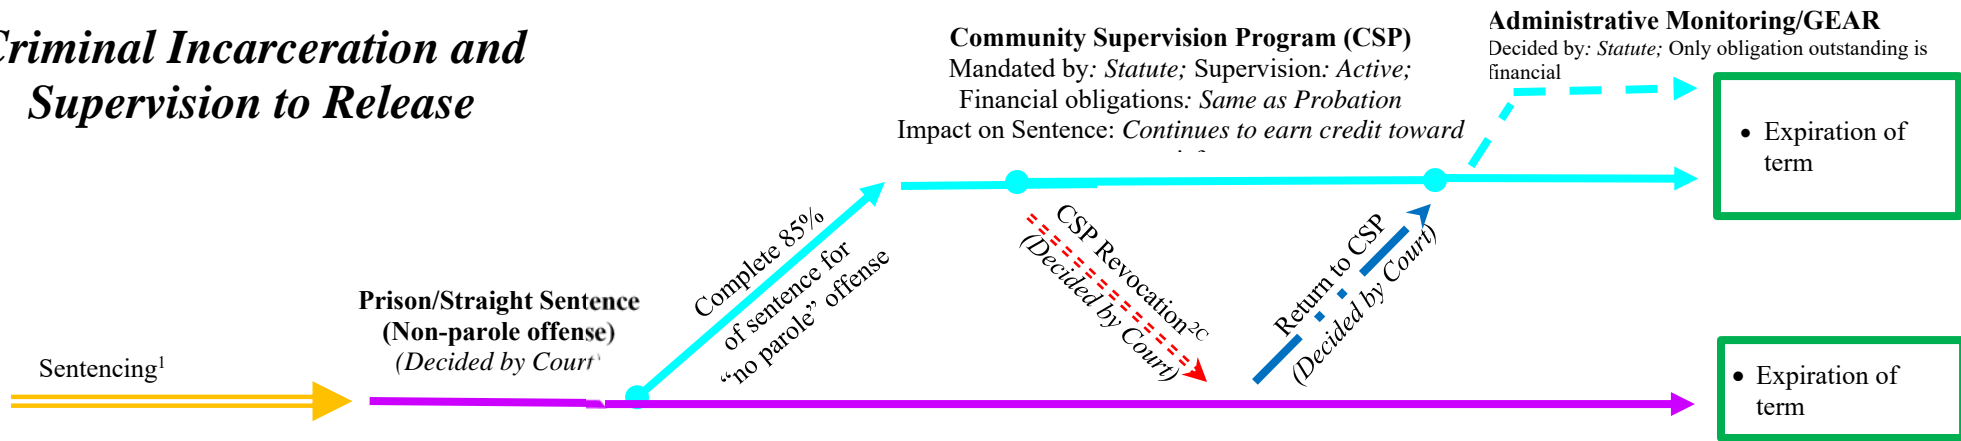 Criminal Incarceration and
Supervision to Release
Community Supervision Program (CSP)
Mandated by: Statute; Supervision: Active;
Financial obligations: Same as Probation
Impact on Sentence: Continues to earn credit toward
Administrative Monitoring/GEAR
Decided by: Statute; Only obligation outstanding is
financial
• Expiration of
term
Complete 85%
of sentence for
“no parole” offense
CSP Revocation2C
(Decided by Court)
Return to CSP
(Decided by Court)
Prison/Straight Sentence
(Non-parole offense)
(Decided by Court)
Sentencing1
• Expiration of
term